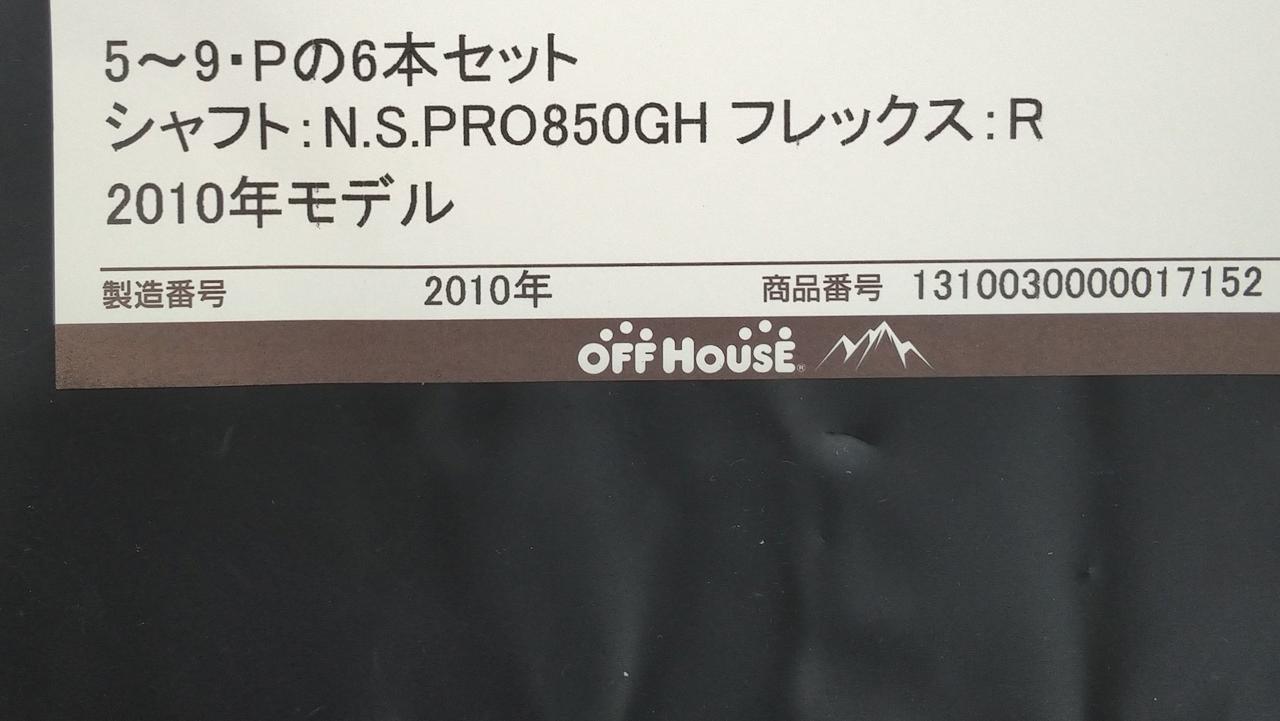 5～9・Pの6本セット
シャフト：N.S.PRO850GH フレックス：R
2010年モデル
製造番号 2010年 商品番号 1310030000017152
OFF HOUSE®